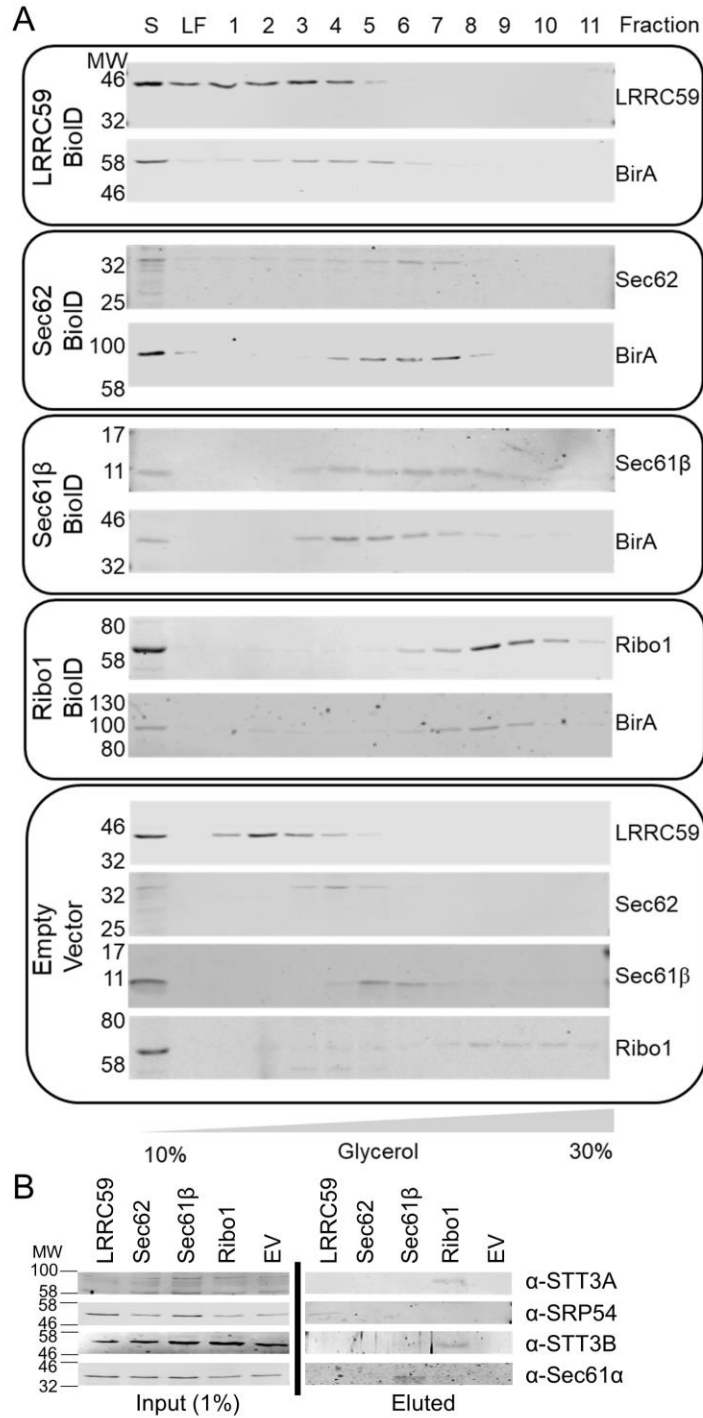 A
S LF 1 2 3 4 5 6 7 8 9 10 11 Fraction
MW
LRRC59 BioID
46
32
LRRC59
58
46
BirA
Sec62 BioID
32
25
Sec62
100
58
BirA
Sec61β BioID
17
11
Sec61β
46
32
BirA
Ribo1 BioID
80
58
Ribo1
130
100
80
BirA
Empty Vector
46
32
LRRC59
32
25
Sec62
17
11
Sec61β
80
58
Ribo1
10% Glycerol 30%
B
LRRC59 Sec62 Sec61β Ribo1 EV LRRC59 Sec62 Sec61β Ribo1 EV
MW
100
58
α-STT3A
58
46
α-SRP54
58
46
α-STT3B
46
32
α-Sec61α
Input (1%) Eluted